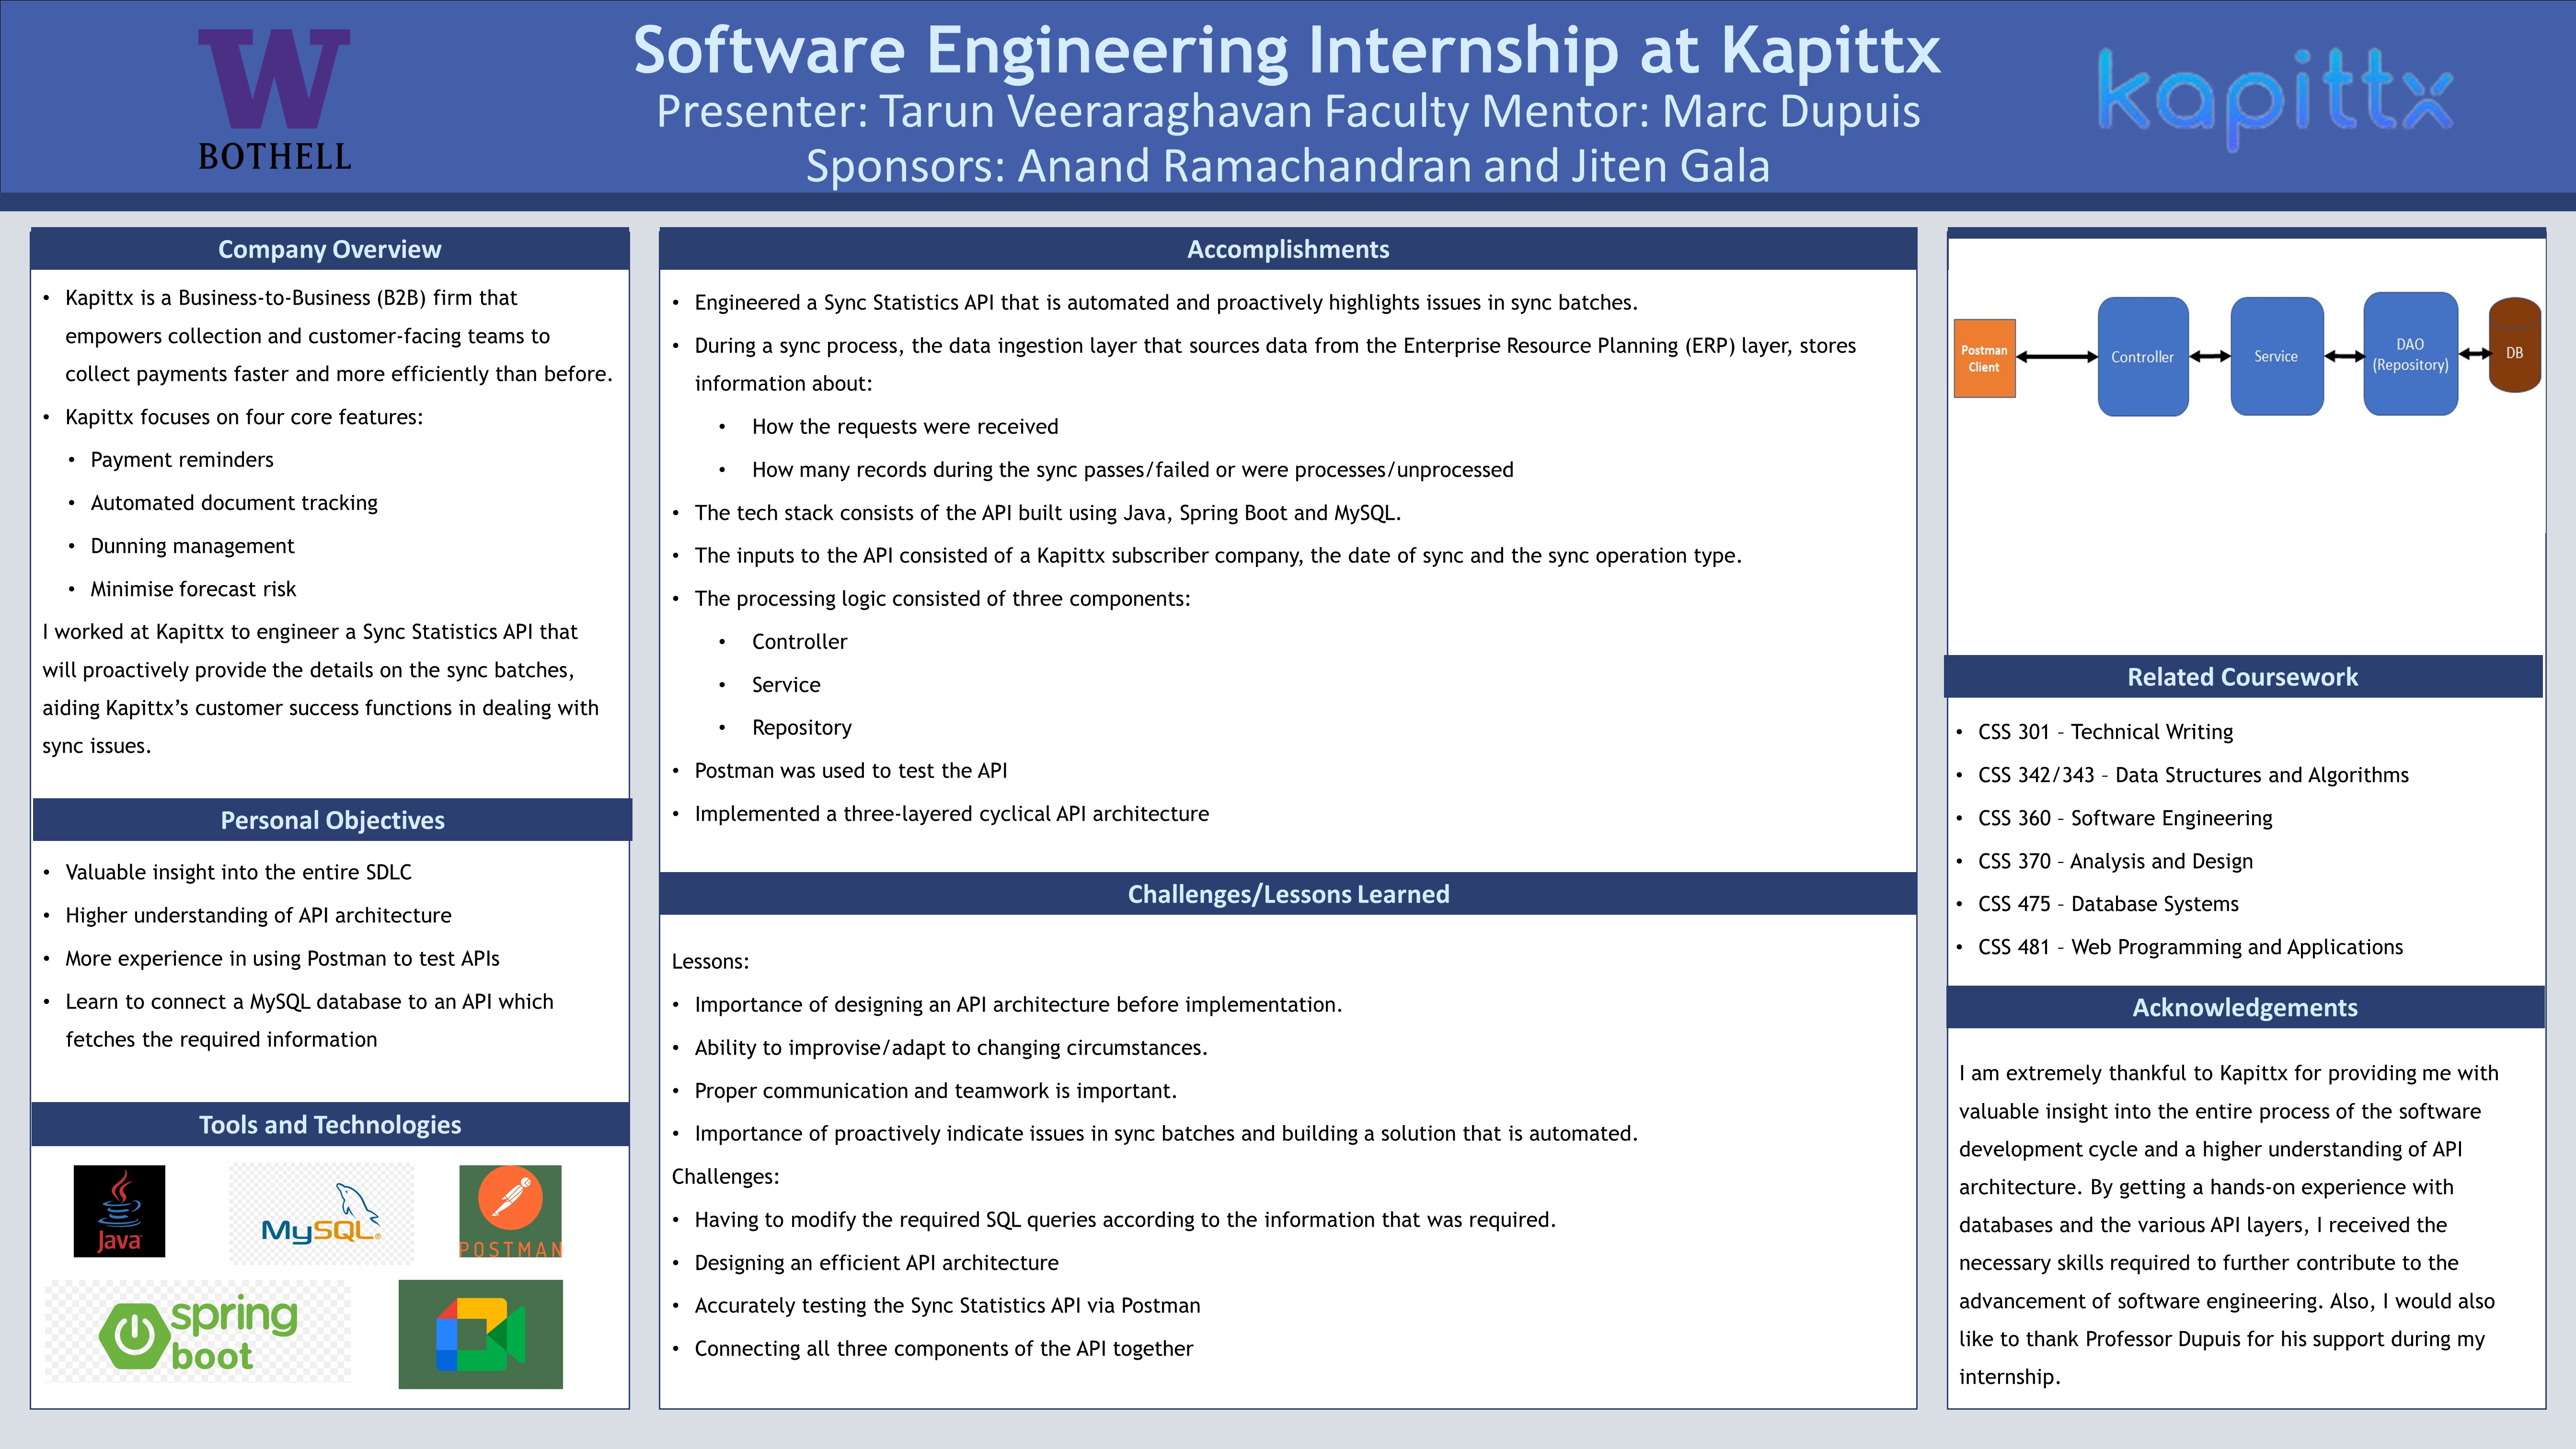 W
BOTHELL
Software Engineering Internship at Kapittx
Presenter: Tarun Veeraraghavan Faculty Mentor: Marc Dupuis
Sponsors: Anand Ramachandran and Jiten Gala
kapittx
Company Overview
• Kapittx is a Business-to-Business (B2B) firm that
empowers collection and customer-facing teams to
collect payments faster and more efficiently than before.
• Kapittx focuses on four core features:
• Payment reminders
• Automated document tracking
• Dunning management
• Minimise forecast risk
I worked at Kapittx to engineer a Sync Statistics API that
will proactively provide the details on the sync batches,
aiding Kapittx’s customer success functions in dealing with
sync issues.
Personal Objectives
• Valuable insight into the entire SDLC
• Higher understanding of API architecture
• More experience in using Postman to test APIs
• Learn to connect a MySQL database to an API which
fetches the required information
Tools and Technologies
Java
MySQL®
POSTMAN
spring
boot
Accomplishments
• Engineered a Sync Statistics API that is automated and proactively highlights issues in sync batches.
• During a sync process, the data ingestion layer that sources data from the Enterprise Resource Planning (ERP) layer, stores
information about:
• How the requests were received
• How many records during the sync passes/failed or were processes/unprocessed
• The tech stack consists of the API built using Java, Spring Boot and MySQL.
• The inputs to the API consisted of a Kapittx subscriber company, the date of sync and the sync operation type.
• The processing logic consisted of three components:
• Controller
• Service
• Repository
• Postman was used to test the API
• Implemented a three-layered cyclical API architecture
Challenges/Lessons Learned
Lessons:
• Importance of designing an API architecture before implementation.
• Ability to improvise/adapt to changing circumstances.
• Proper communication and teamwork is important.
• Importance of proactively indicate issues in sync batches and building a solution that is automated.
Challenges:
• Having to modify the required SQL queries according to the information that was required.
• Designing an efficient API architecture
• Accurately testing the Sync Statistics API via Postman
• Connecting all three components of the API together
Postman
Client
Controller
Service
DAO
(Repository)
DB
Related Coursework
• CSS 301 – Technical Writing
• CSS 342/343 – Data Structures and Algorithms
• CSS 360 – Software Engineering
• CSS 370 – Analysis and Design
• CSS 475 – Database Systems
• CSS 481 – Web Programming and Applications
Acknowledgements
I am extremely thankful to Kapittx for providing me with
valuable insight into the entire process of the software
development cycle and a higher understanding of API
architecture. By getting a hands-on experience with
databases and the various API layers, I received the
necessary skills required to further contribute to the
advancement of software engineering. Also, I would also
like to thank Professor Dupuis for his support during my
internship.